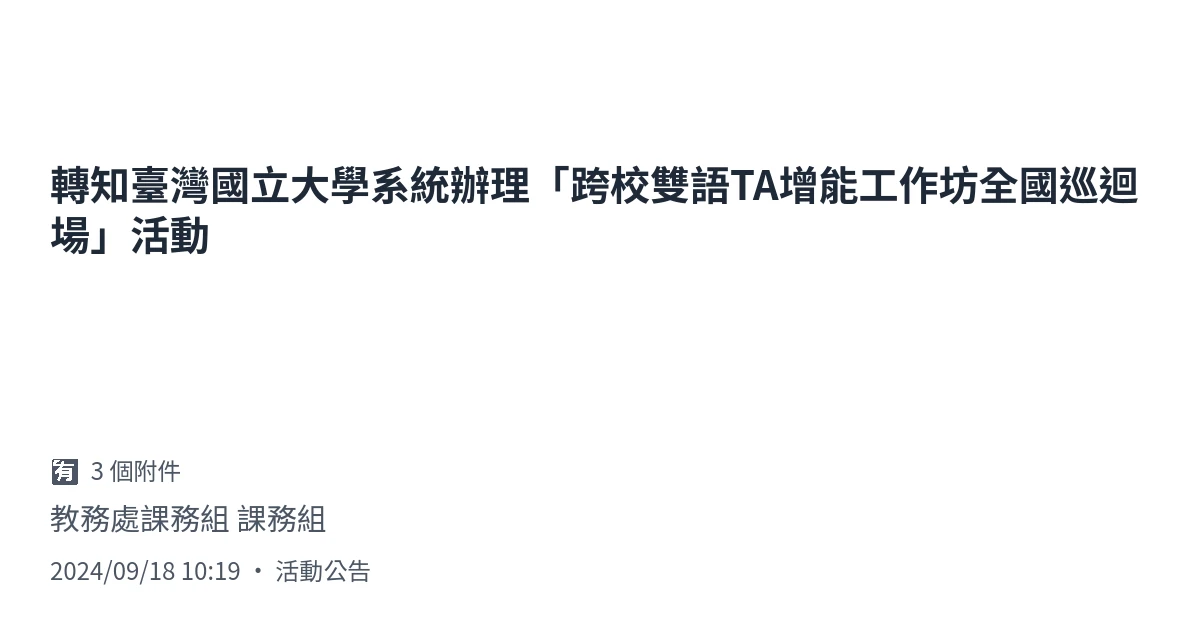 轉知臺灣國立大學系統辦理「跨校雙語TA增能工作坊全國巡迴
場」活動
有 3 個附件
教務處課務組 課務組
2024/09/18 10:19 • 活動公告